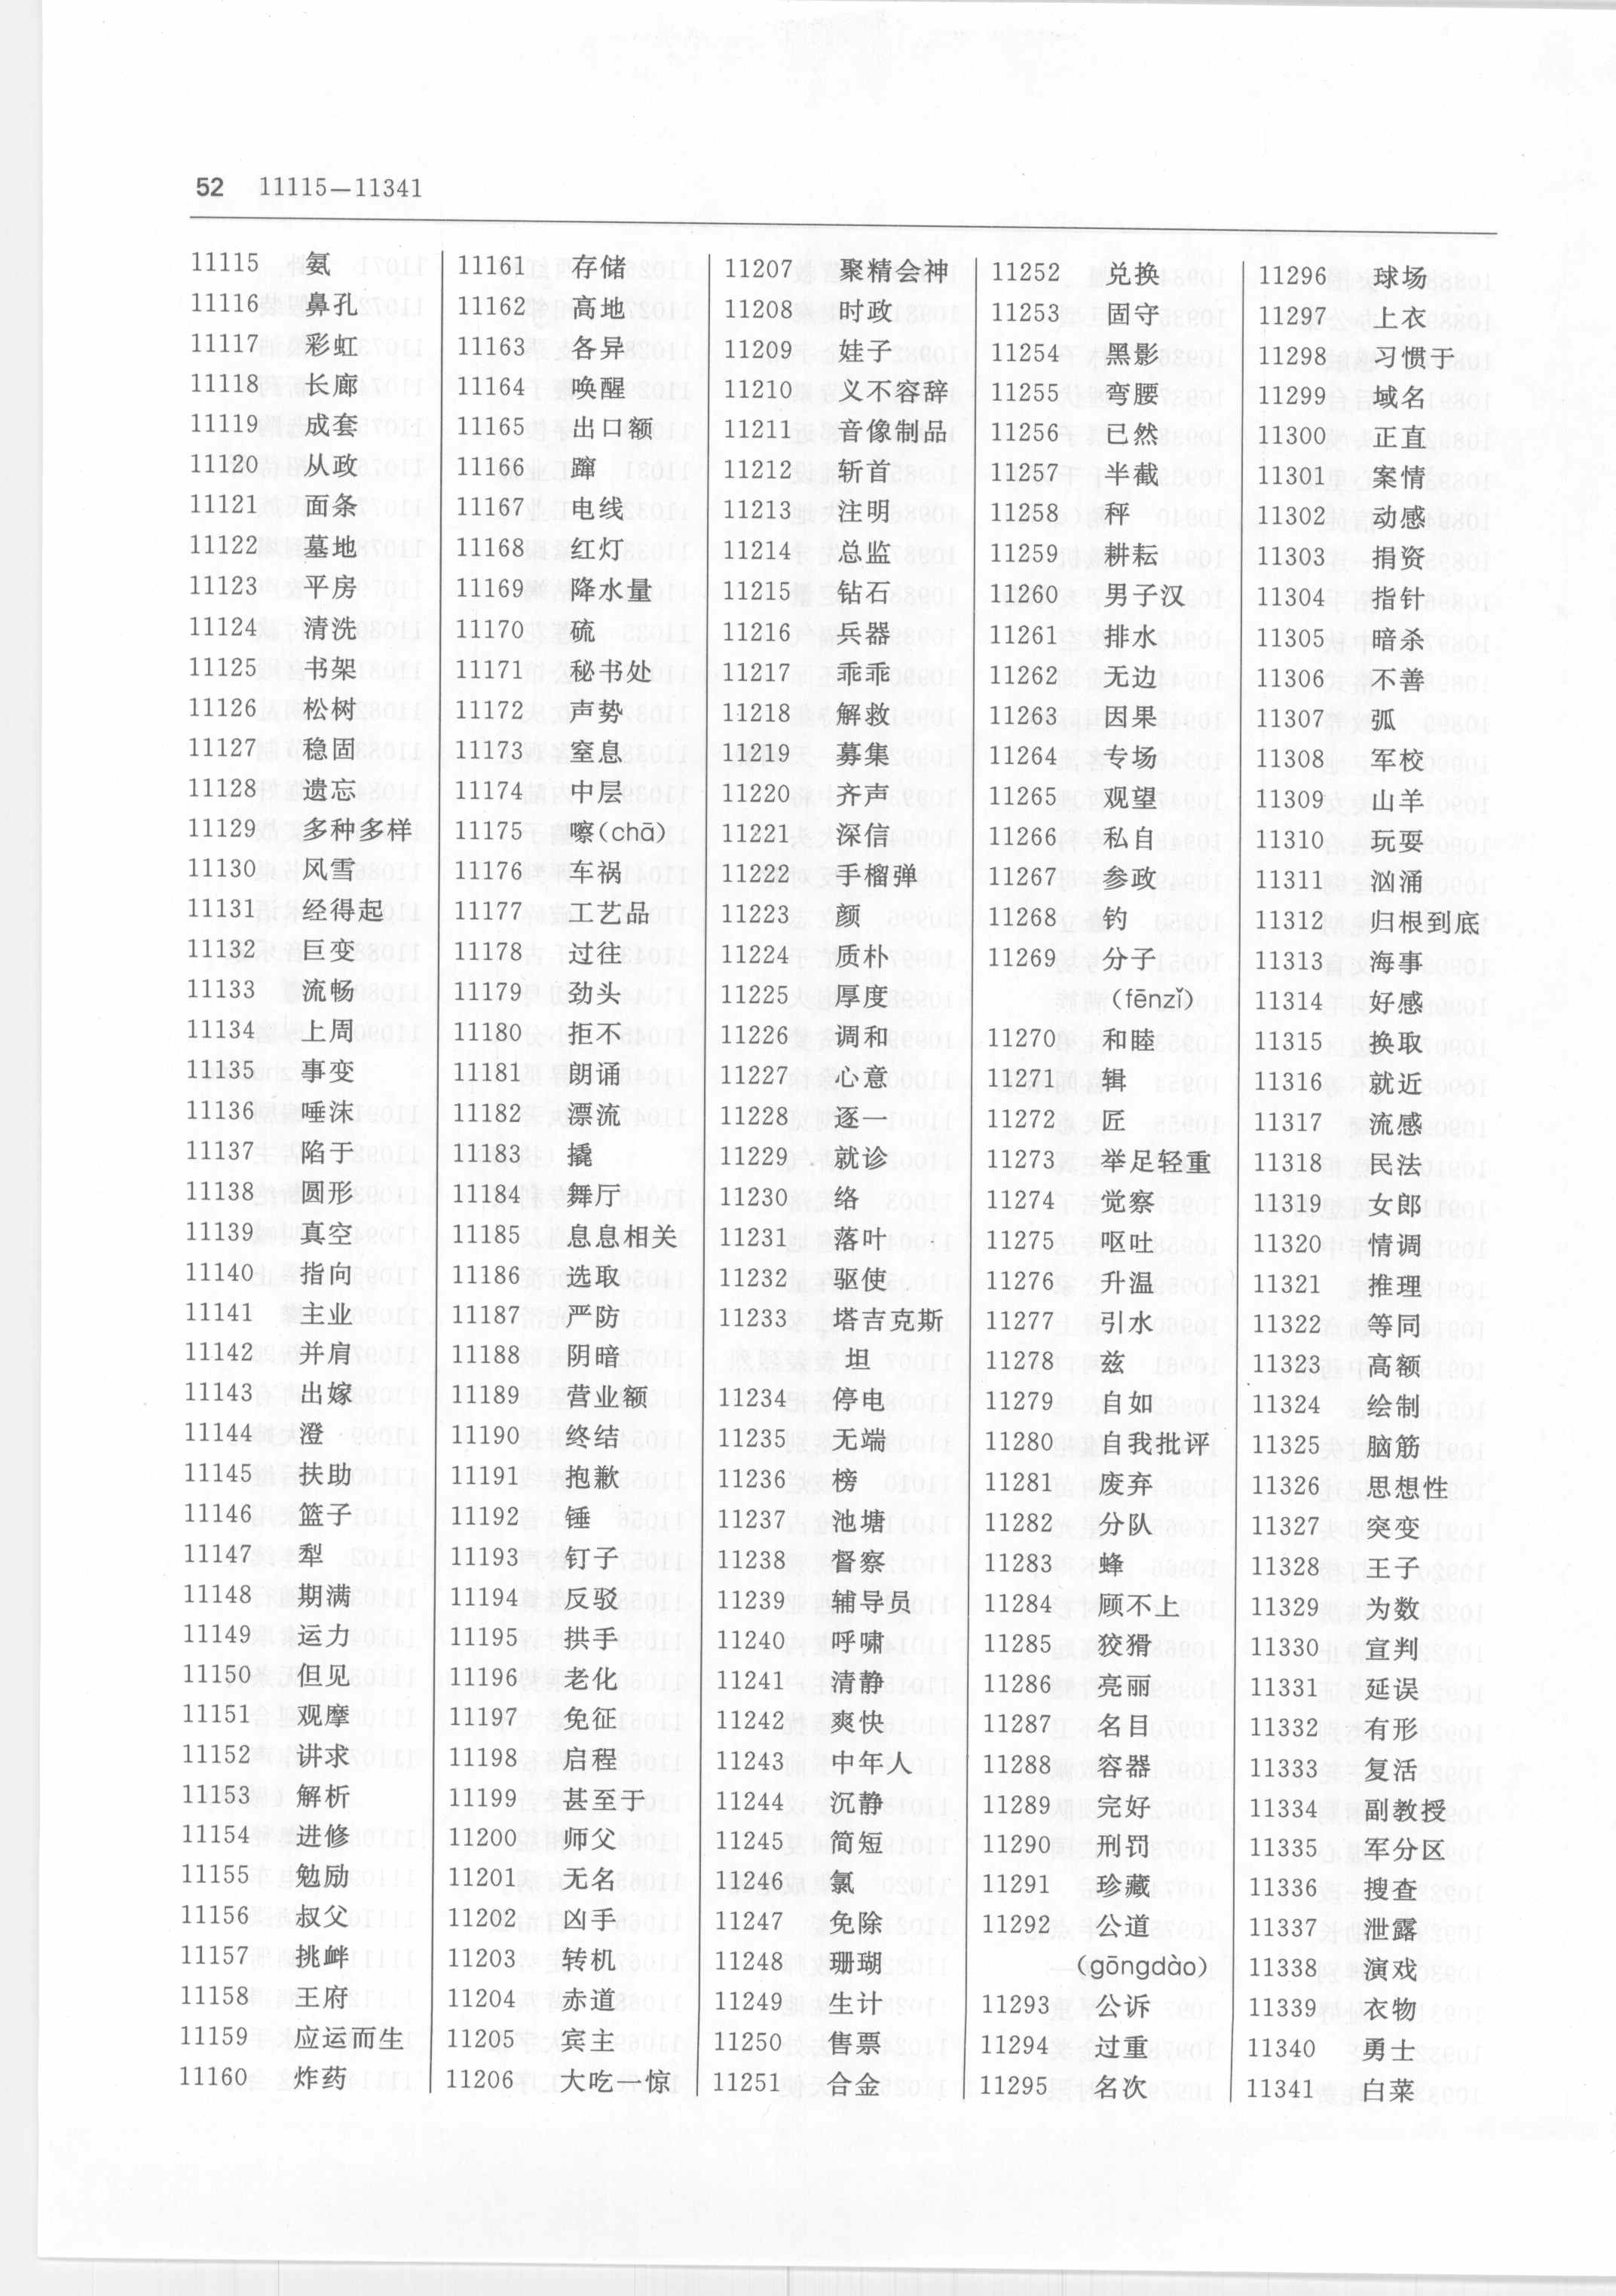 52 11115—11341
11115 氨
11116 鼻孔
11117 彩虹
11118 长廊
11119 成套
11120 从政
11121 面条
11122 墓地
11123 平房
11124 清洗
11125 书架
11126 松树
11127 稳固
11128 遗忘
11129 多种多样
11130 风雪
11131 经得起
11132 巨变
11133 流畅
11134 上周
11135 事变
11136 唾沫
11137 陷于
11138 圆形
11139 真空
11140 指向
11141 主业
11142 并肩
11143 出嫁
11144 澄
11145 扶助
11146 篮子
11147 犁
11148 期满
11149 运力
11150 但见
11151 观摩
11152 讲求
11153 解析
11154 进修
11155 勉励
11156 叔父
11157 挑衅
11158 王府
11159 应运而生
11160 炸药
11161 存储
11162 高地
11163 各异
11164 唤醒
11165 出口额
11166 蹿
11167 电线
11168 红灯
11169 降水量
11170 硫
11171 秘书处
11172 声势
11173 窒息
11174 中层
11175 嚓(chā)
11176 车祸
11177 工艺品
11178 过往
11179 劲头
11180 拒不
11181 朗诵
11182 漂流
11183 撬
11184 舞厅
11185 息息相关
11186 选取
11187 严防
11188 阴暗
11189 营业额
11190 终结
11191 抱歉
11192 锤
11193 钉子
11194 反驳
11195 拱手
11196 老化
11197 免征
11198 启程
11199 甚至于
11200 师父
11201 无名
11202 凶手
11203 转机
11204 赤道
11205 宾主
11206 大吃一惊
11207 聚精会神
11208 时政
11209 娃子
11210 义不容辞
11211 音像制品
11212 斩首
11213 注明
11214 总监
11215 钻石
11216 兵器
11217 乖乖
11218 解救
11219 募集
11220 齐声
11221 深信
11222 手榴弹
11223 颜
11224 质朴
11225 厚度
11226 调和
11227 心意
11228 逐一
11229 就诊
11230 络
11231 落叶
11232 驱使
11233 塔吉克斯
坦
11234 停电
11235 无端
11236 榜
11237 池塘
11238 督察
11239 辅导员
11240 呼啸
11241 清静
11242 爽快
11243 中年人
11244 沉静
11245 简短
11246 氯
11247 免除
11248 珊瑚
11249 生计
11250 售票
11251 合金
11252 兑换
11253 固守
11254 黑影
11255 弯腰
11256 已然
11257 半截
11258 秤
11259 耕耘
11260 男子汉
11261 排水
11262 无边
11263 因果
11264 专场
11265 观望
11266 私自
11267 参政
11268 钓
11269 分子
(fēnzǐ)
11270 和睦
11271 辑
11272 匠
11273 举足轻重
11274 觉察
11275 呕吐
11276 升温
11277 引水
11278 兹
11279 自如
11280 自我批评
11281 废弃
11282 分队
11283 蜂
11284 顾不上
11285 狡猾
11286 亮丽
11287 名目
11288 容器
11289 完好
11290 刑罚
11291 珍藏
11292 公道
(gōngdào)
11293 公诉
11294 过重
11295 名次
11296 球场
11297 上衣
11298 习惯于
11299 域名
11300 正直
11301 案情
11302 动感
11303 捐资
11304 指针
11305 暗杀
11306 不善
11307 弧
11308 军校
11309 山羊
11310 玩耍
11311 汹涌
11312 归根到底
11313 海事
11314 好感
11315 换取
11316 就近
11317 流感
11318 民法
11319 女郎
11320 情调
11321 推理
11322 等同
11323 高额
11324 绘制
11325 脑筋
11326 思想性
11327 突变
11328 王子
11329 为数
11330 宣判
11331 延误
11332 有形
11333 复活
11334 副教授
11335 军分区
11336 搜查
11337 泄露
11338 演戏
11339 衣物
11340 勇士
11341 白菜